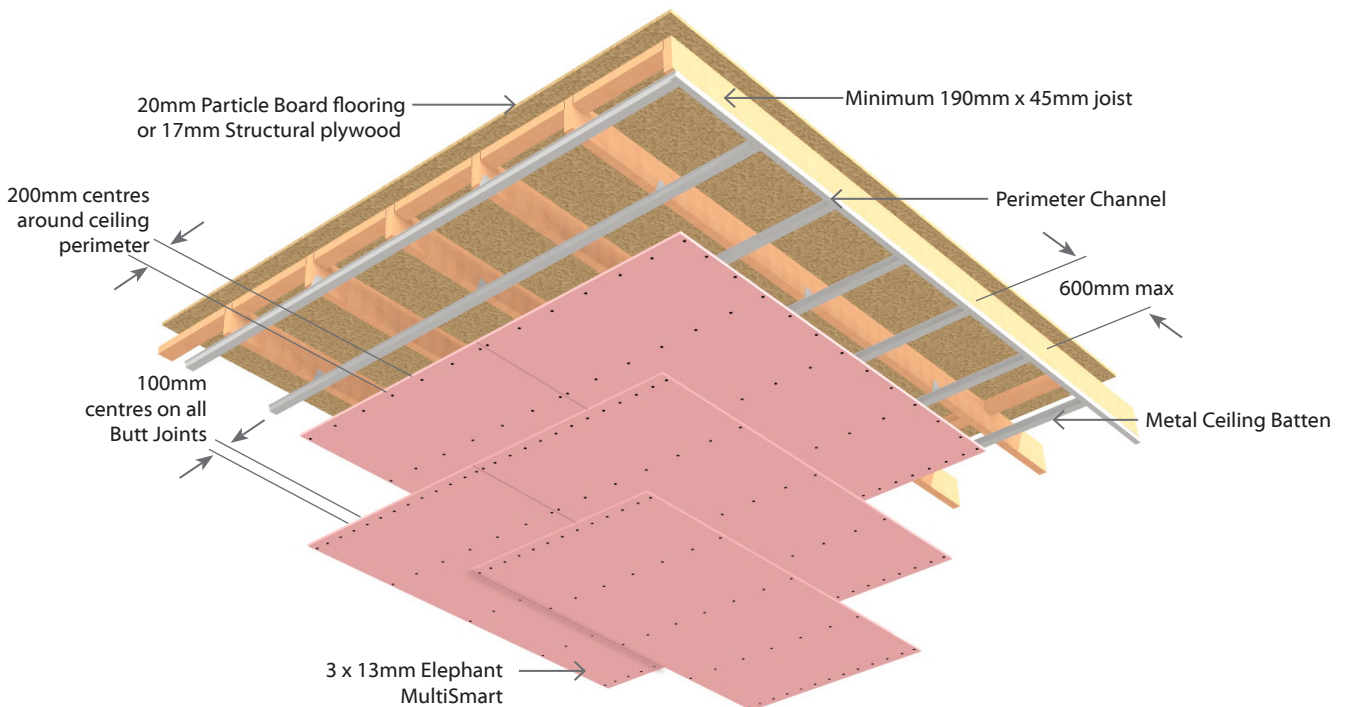 20mm Particle Board flooring
or 17mm Structural plywood
Minimum 190mm x 45mm joist
200mm centres
around ceiling
perimeter
Perimeter Channel
600mm max
100mm
centres on all
Butt Joints
Metal Ceiling Batten
3 x 13mm Elephant
MultiSmart